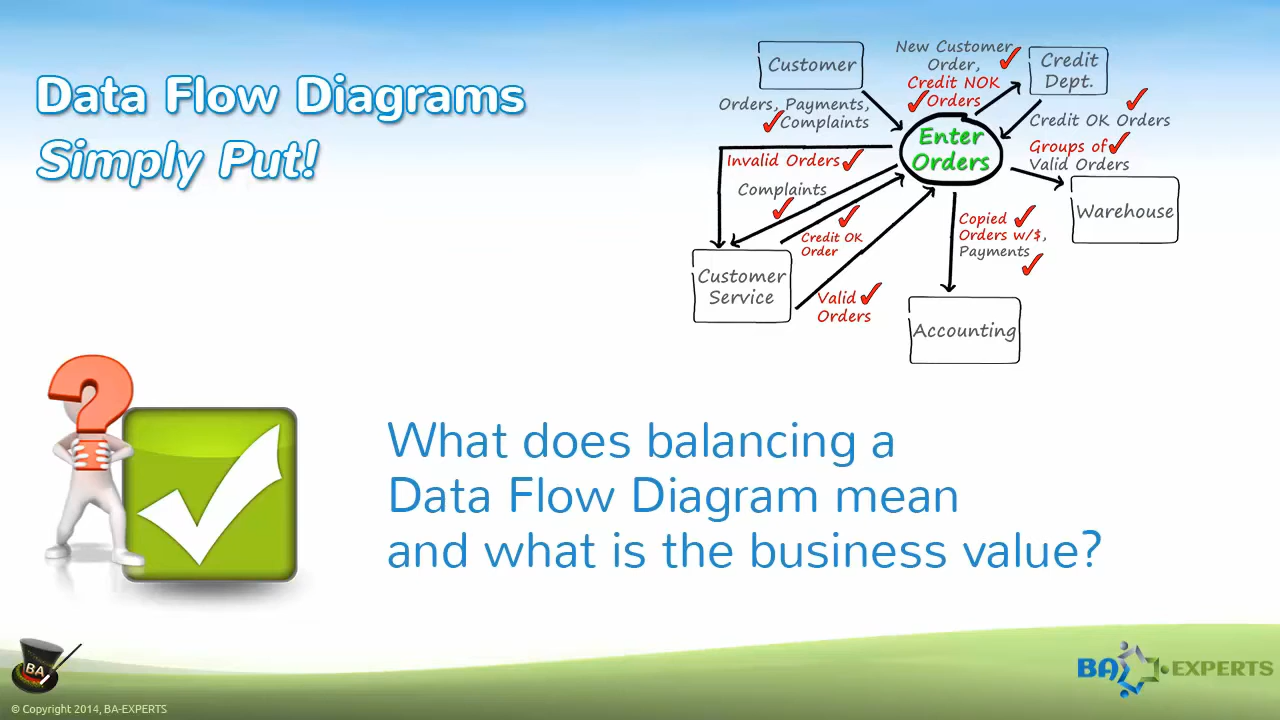 Data Flow Diagrams
Simply Put!
Customer
New Customer
Order,
Credit NOK
Orders
Credit
Dept.
Orders, Payments,
Complaints
Enter
Orders
Credit OK Orders
Groups of
Valid Orders
Invalid Orders
Complaints
Credit OK
Order
Warehouse
Copied
Orders w/$,
Payments
Customer
Service
Valid
Orders
Accounting
What does balancing a
Data Flow Diagram mean
and what is the business value?
BA
BA EXPERTS
© Copyright 2014, BA-EXPERTS